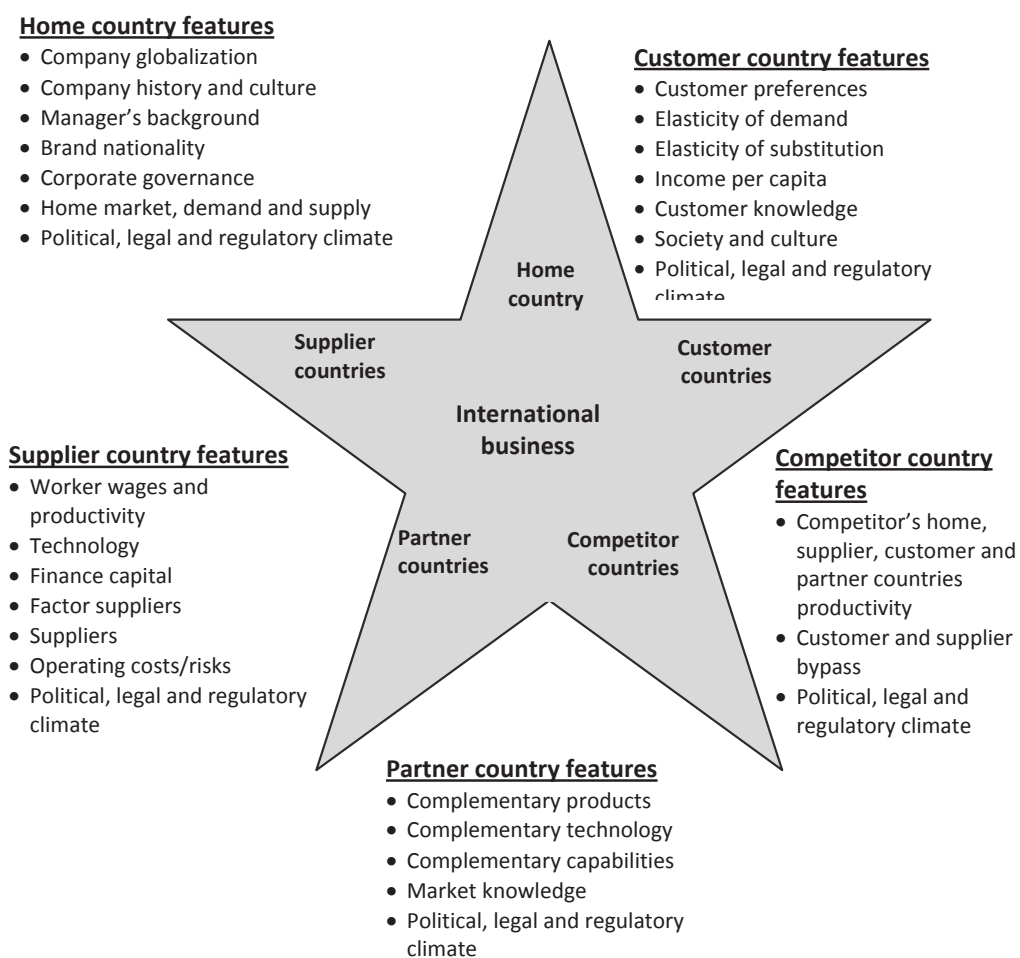 Home country features
• Company globalization
• Company history and culture
• Manager’s background
• Brand nationality
• Corporate governance
• Home market, demand and supply
• Political, legal and regulatory climate
Customer country features
• Customer preferences
• Elasticity of demand
• Elasticity of substitution
• Income per capita
• Customer knowledge
• Society and culture
• Political, legal and regulatory
climate
Home
country
Supplier
countries
Customer
countries
International
business
Partner
countries
Competitor
countries
Supplier country features
• Worker wages and
productivity
• Technology
• Finance capital
• Factor suppliers
• Suppliers
• Operating costs/risks
• Political, legal and regulatory
climate
Competitor country
features
• Competitor’s home,
supplier, customer and
partner countries
productivity
• Customer and supplier
bypass
• Political, legal and
regulatory climate
Partner country features
• Complementary products
• Complementary technology
• Complementary capabilities
• Market knowledge
• Political, legal and regulatory
climate